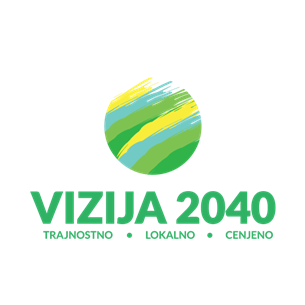 VIZIJA 2040
TRAJNOSTNO • LOKALNO • CENJENO